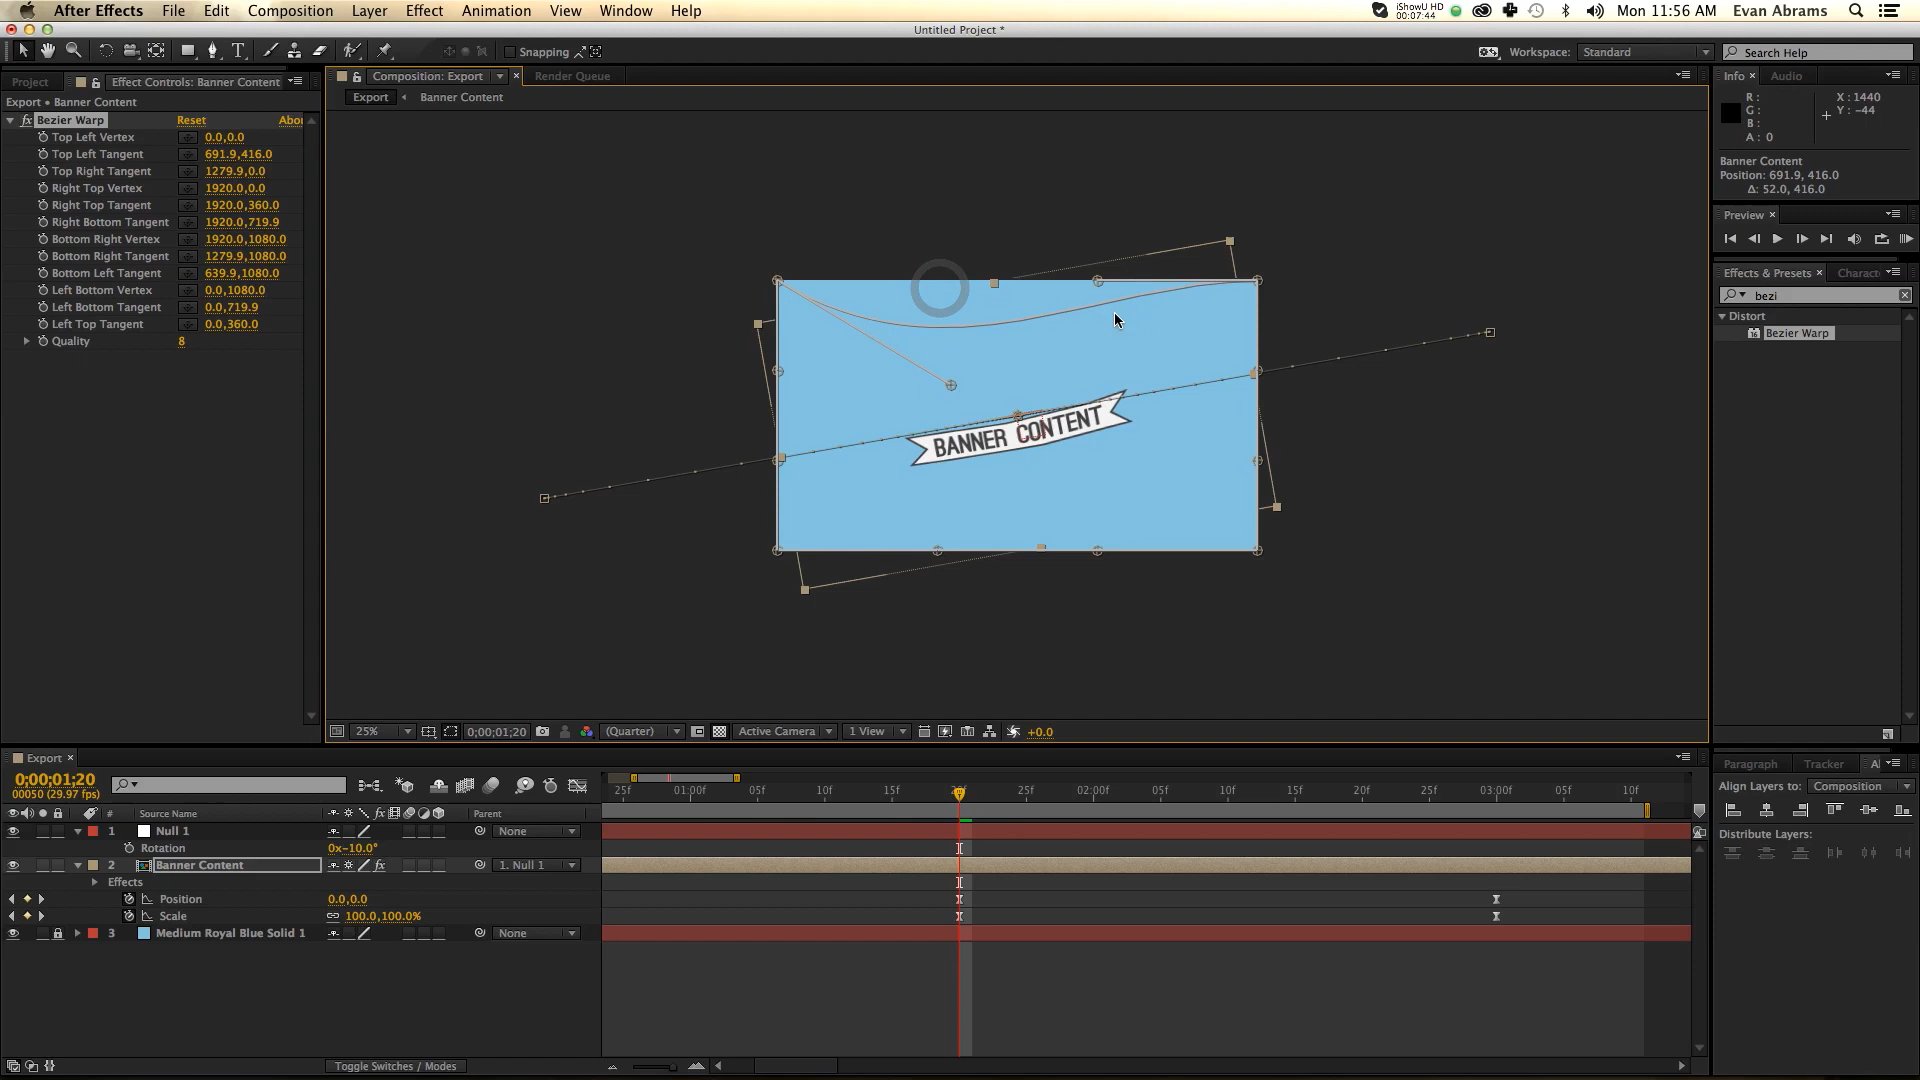 After Effects File Edit Composition Layer Effect Animation View Window Help iShowU HD 00:07:44 Mon 11:56 AM Evan Abrams
Untitled Project *
Snapping Workspace: Standard Search Help
Project Effect Controls: Banner Content Composition: Export Render Queue Info Audio
Export • Banner Content
Export Banner Content
fx Bezier Warp Reset Abou
Top Left Vertex 0.0,0.0
Top Left Tangent 691.9,416.0
Top Right Tangent 1279.9,0.0
Right Top Vertex 1920.0,0.0
Right Top Tangent 1920.0,360.0
Right Bottom Tangent 1920.0,719.9
Bottom Right Vertex 1920.0,1080.0
Bottom Right Tangent 1279.9,1080.0
Bottom Left Tangent 639.9,1080.0
Left Bottom Vertex 0.0,1080.0
Left Bottom Tangent 0.0,719.9
Left Top Tangent 0.0,360.0
Quality 8
BANNER CONTENT
R :
G :
B :
A : 0
X : 1440
Y : -44
Banner Content
Position: 691.9, 416.0
Δ: 52.0, 416.0
Preview
Effects & Presets Charact
bezi
Distort
Bezier Warp
25% 0;00;01;20 (Quarter) Active Camera 1 View +0.0
Export
0;00;01;20
00050 (29.97 fps)
25f 01:00f 05f 10f 15f 20f 25f 02:00f 05f 10f 15f 20f 25f 03:00f 10f
# Source Name fx Parent
1 Null 1 None
Rotation 0x-10.0°
2 Banner Content fx 1. Null 1
Effects
Position 0.0,0.0
Scale 100.0,100.0%
3 Medium Royal Blue Solid 1 None
Toggle Switches / Modes
Paragraph Tracker Al
Align Layers to: Composition
Distribute Layers: